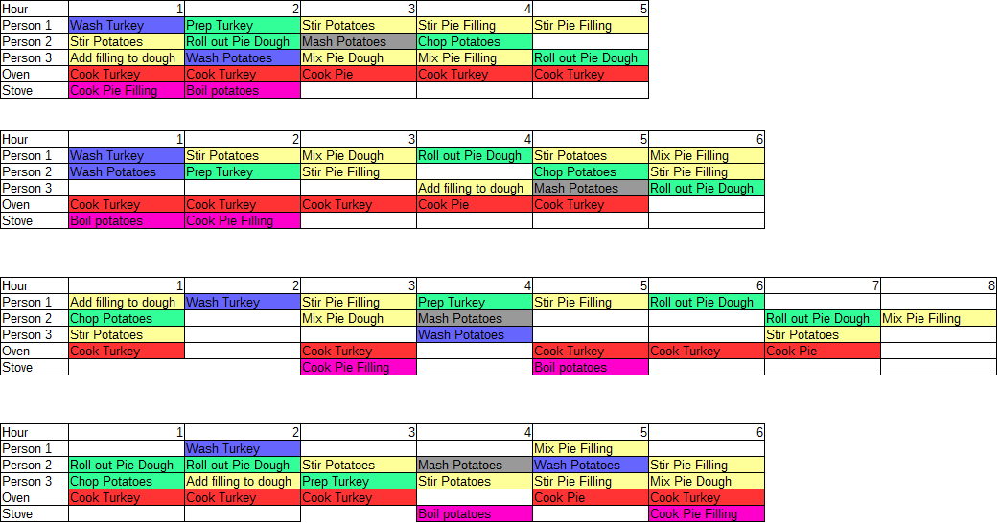 Hour 1 2 3 4 5
Person 1 Wash Turkey Prep Turkey Stir Potatoes Stir Pie Filling Stir Pie Filling
Person 2 Stir Potatoes Roll out Pie Dough Mash Potatoes Chop Potatoes
Person 3 Add filling to dough Wash Potatoes Mix Pie Dough Mix Pie Filling Roll out Pie Dough
Oven Cook Turkey Cook Turkey Cook Pie Cook Turkey Cook Turkey
Stove Cook Pie Filling Boil potatoes
Hour 1 2 3 4 5 6
Person 1 Wash Turkey Stir Potatoes Mix Pie Dough Roll out Pie Dough Stir Potatoes Mix Pie Filling
Person 2 Wash Potatoes Prep Turkey Stir Pie Filling Chop Potatoes Stir Pie Filling
Person 3 Add filling to dough Mash Potatoes Roll out Pie Dough
Oven Cook Turkey Cook Turkey Cook Turkey Cook Pie Cook Turkey
Stove Boil potatoes Cook Pie Filling
Hour 1 2 3 4 5 6 7 8
Person 1 Add filling to dough Wash Turkey Stir Pie Filling Prep Turkey Stir Pie Filling Roll out Pie Dough
Person 2 Chop Potatoes Mix Pie Dough Mash Potatoes Roll out Pie Dough Mix Pie Filling
Person 3 Stir Potatoes Wash Potatoes Stir Potatoes
Oven Cook Turkey Cook Turkey Cook Turkey Cook Turkey Cook Pie
Stove Cook Pie Filling Boil potatoes
Hour 1 2 3 4 5 6
Person 1 Wash Turkey Mix Pie Filling
Person 2 Roll out Pie Dough Roll out Pie Dough Stir Potatoes Mash Potatoes Wash Potatoes Stir Pie Filling
Person 3 Chop Potatoes Add filling to dough Prep Turkey Stir Potatoes Stir Pie Filling Mix Pie Dough
Oven Cook Turkey Cook Turkey Cook Turkey Cook Pie Cook Turkey
Stove Boil potatoes Cook Pie Filling